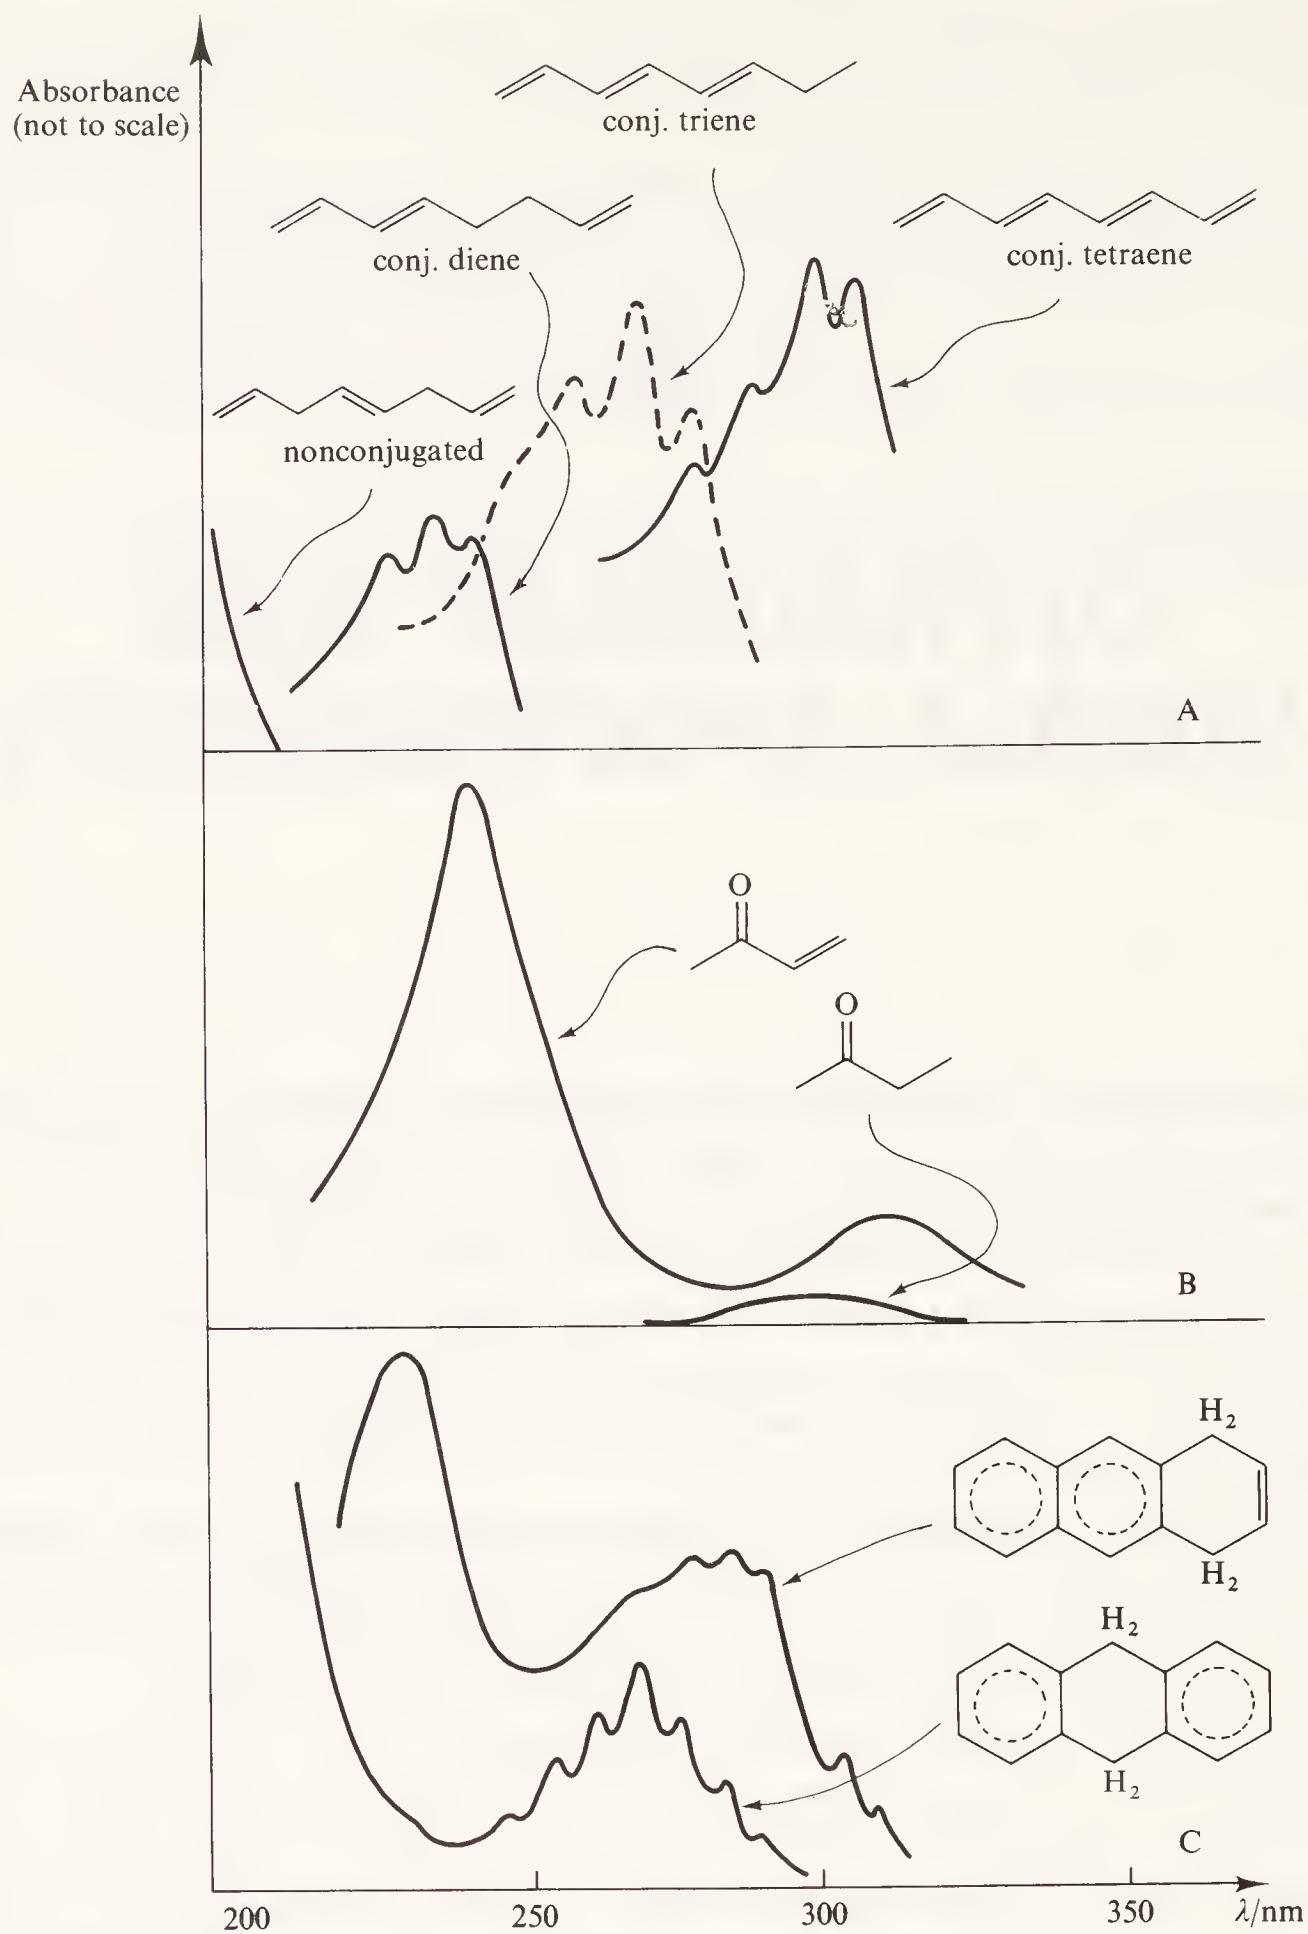 Absorbance
(not to scale)
conj. triene
conj. diene
conj. tetraene
nonconjugated
A
O
O
B
H2
H2
H2
H2
C
200
250
300
350
λ/nm